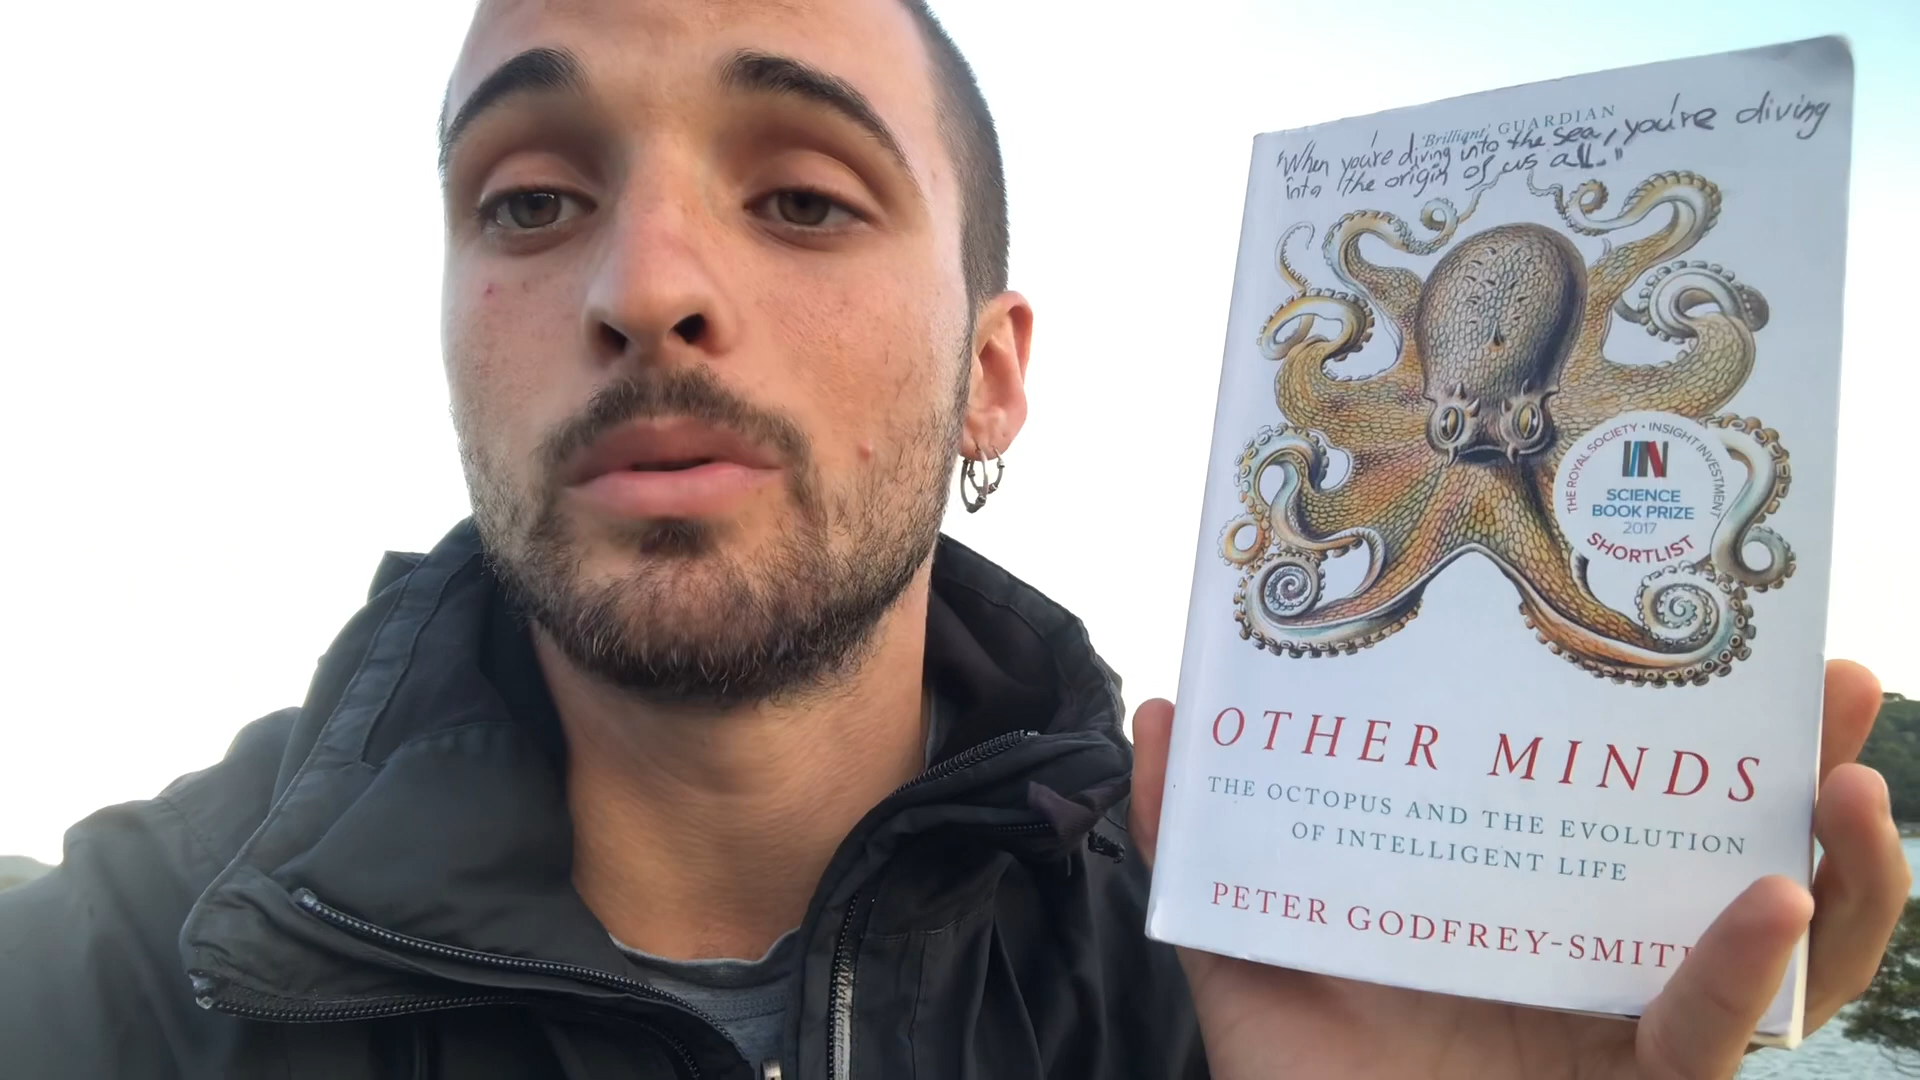 'Brilliant' GUARDIAN
"When you're diving into the sea, you're diving
into the origin of us all."
THE ROYAL SOCIETY • INSIGHT INVESTMENT
SCIENCE
BOOK PRIZE
2017
SHORTLIST
OTHER MINDS
THE OCTOPUS AND THE EVOLUTION
OF INTELLIGENT LIFE
PETER GODFREY-SMIT